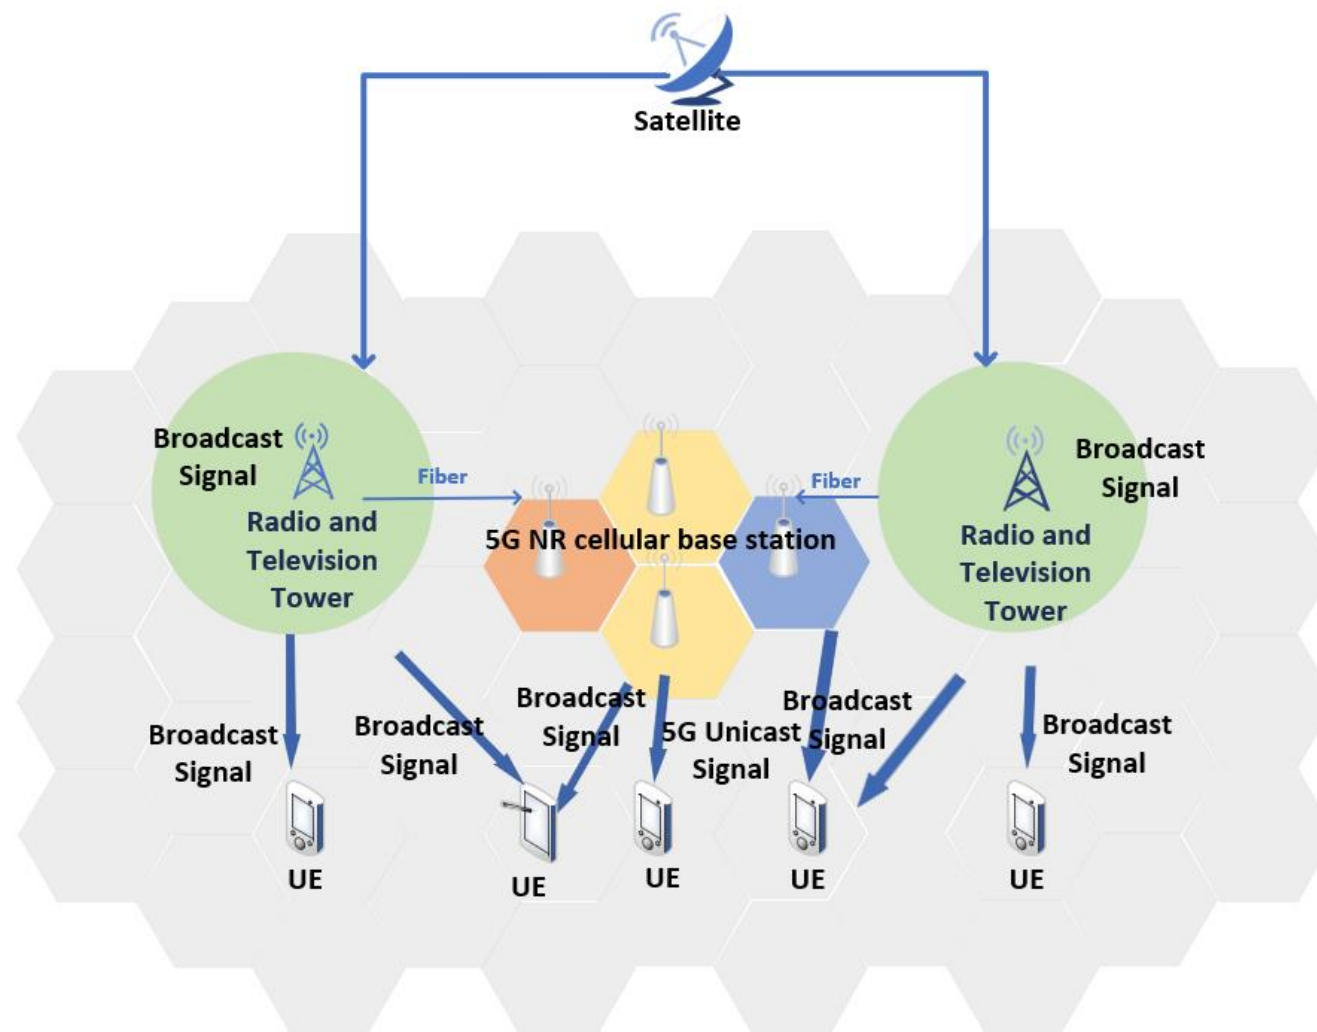 Satellite
Broadcast
Signal
Radio and
Television
Tower
Fiber
5G NR cellular base station
Fiber
Broadcast
Signal
Radio and
Television
Tower
Broadcast
Signal
Broadcast
Signal
Broadcast
Signal
5G Unicast
Signal
Broadcast
Signal
Broadcast
Signal
UE
UE
UE
UE
UE